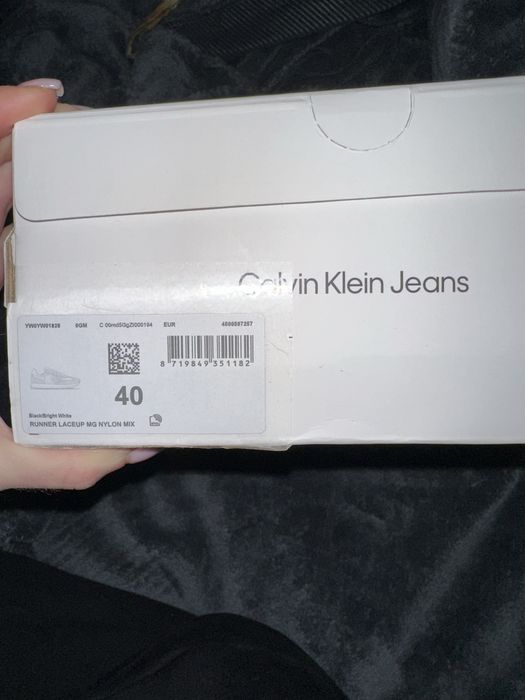 Calvin Klein Jeans
YW0YW01828 0GM EUR
8 719849 351182
40
Black/Bright White
RUNNER LACEUP MG NYLON MIX